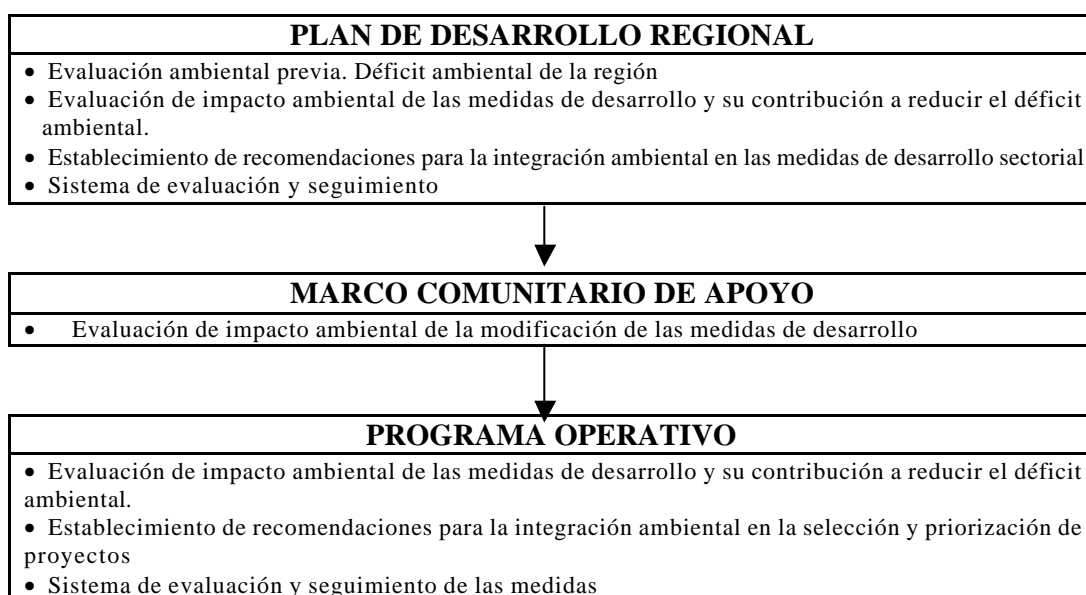 PLAN DE DESARROLLO REGIONAL
• Evaluación ambiental previa. Déficit ambiental de la región
• Evaluación de impacto ambiental de las medidas de desarrollo y su contribución a reducir el déficit
ambiental.
• Establecimiento de recomendaciones para la integración ambiental en las medidas de desarrollo sectorial
• Sistema de evaluación y seguimiento
MARCO COMUNITARIO DE APOYO
• Evaluación de impacto ambiental de la modificación de las medidas de desarrollo
PROGRAMA OPERATIVO
• Evaluación de impacto ambiental de las medidas de desarrollo y su contribución a reducir el déficit
ambiental.
• Establecimiento de recomendaciones para la integración ambiental en la selección y priorización de
proyectos
• Sistema de evaluación y seguimiento de las medidas